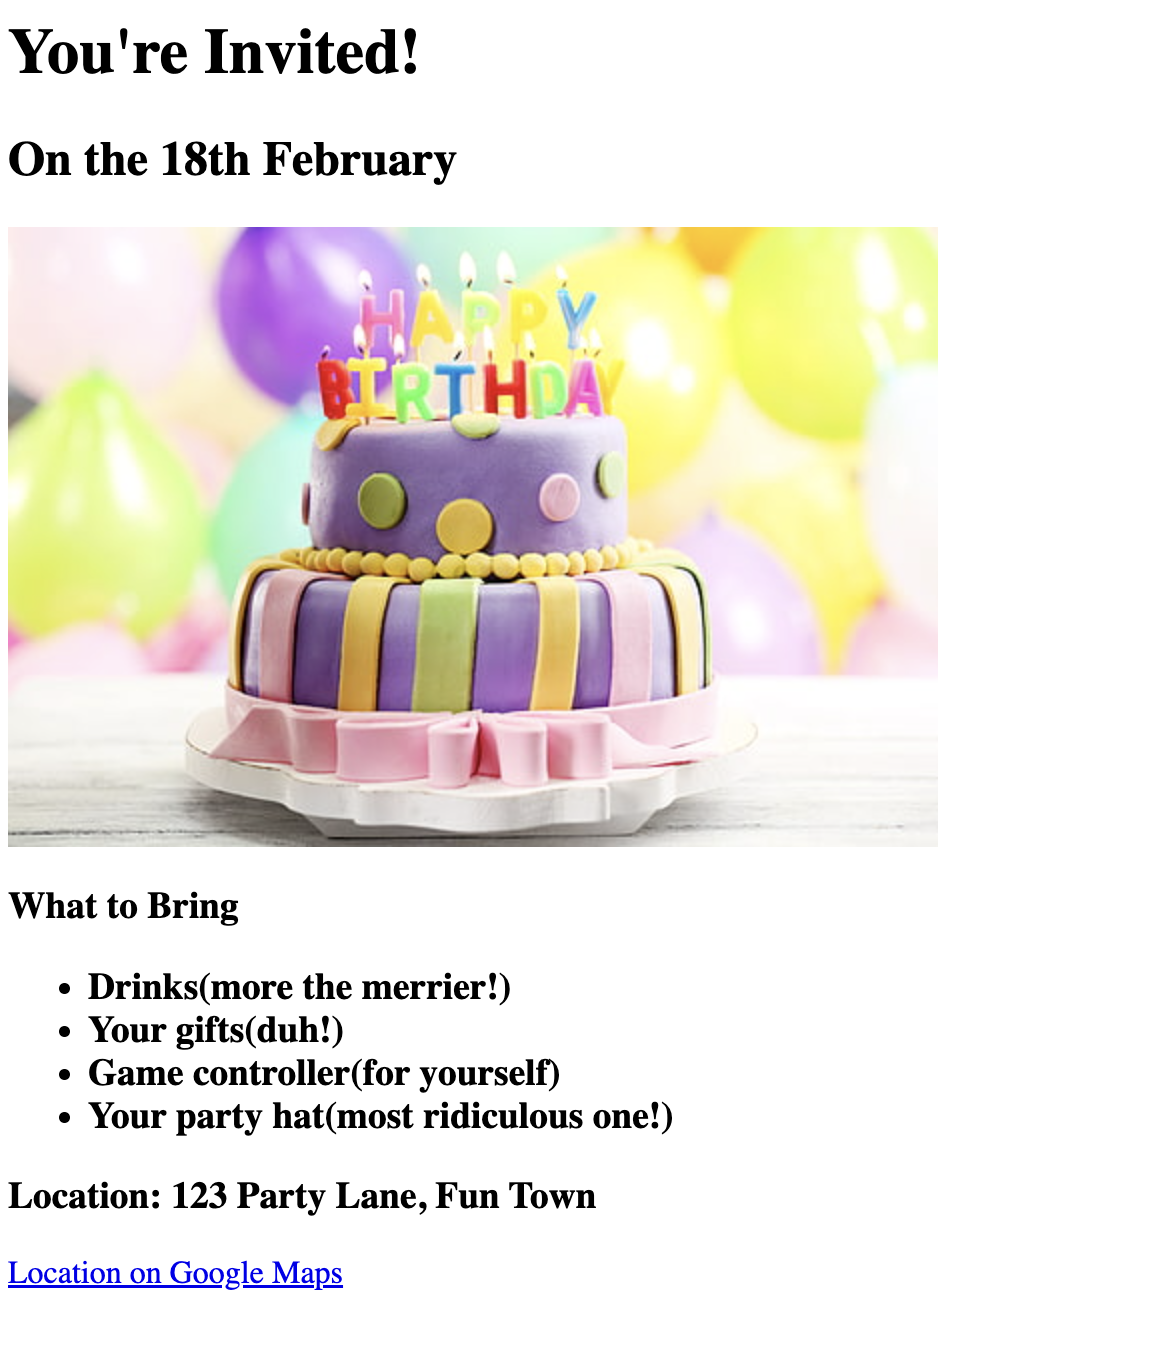 You're Invited!
On the 18th February
HAPPY
BIRTHDAY
What to Bring
Drinks(more the merrier!)
Your gifts(duh!)
Game controller(for yourself)
Your party hat(most ridiculous one!)
Location: 123 Party Lane, Fun Town
Location on Google Maps